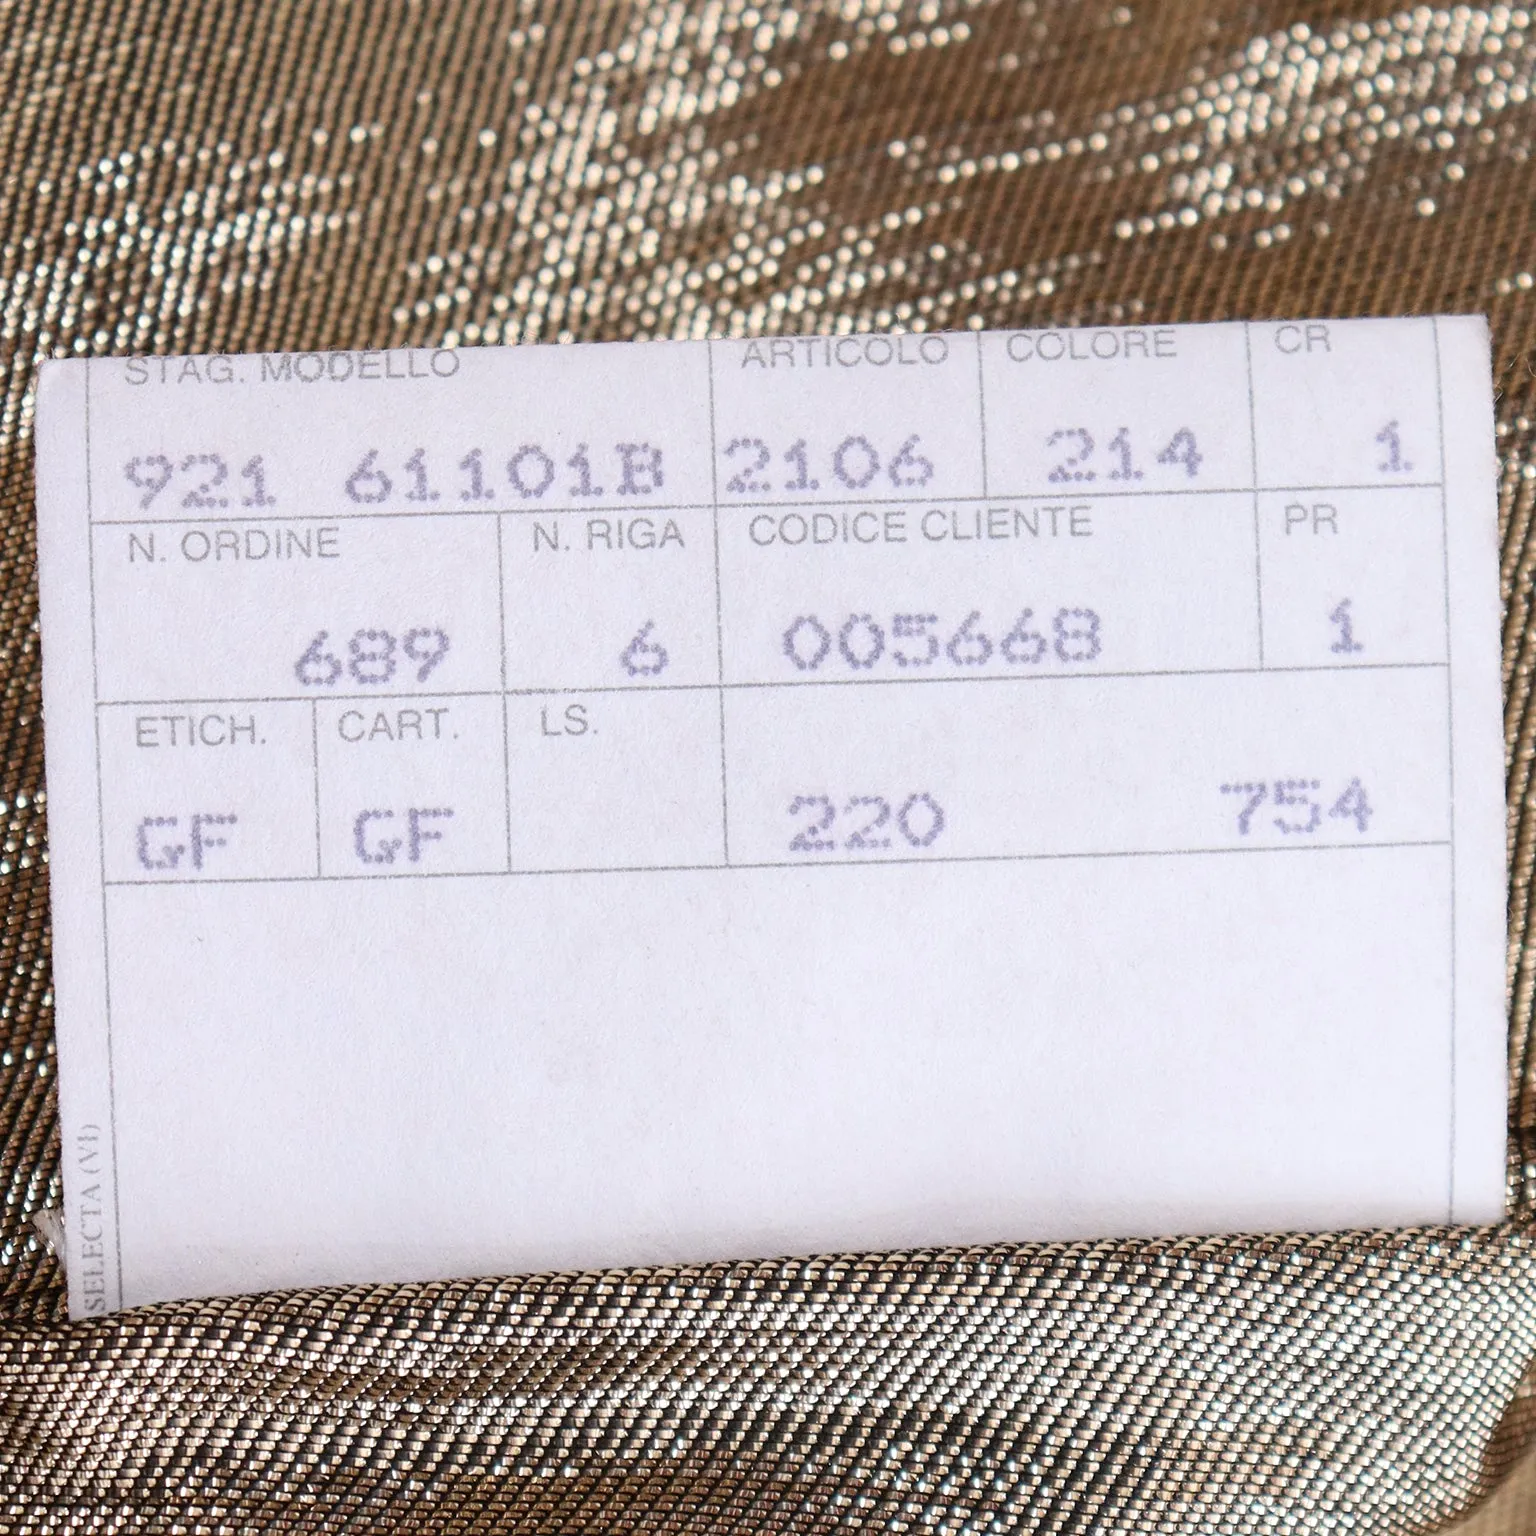 STAG. MODELLO ARTICOLO COLORE CR
921 61101B 2106 214 1
N. ORDINE N. RIGA CODICE CLIENTE PR
689 6 005668 1
ETICH. CART. LS.
GF GF 220 754
SELECTA (VI)